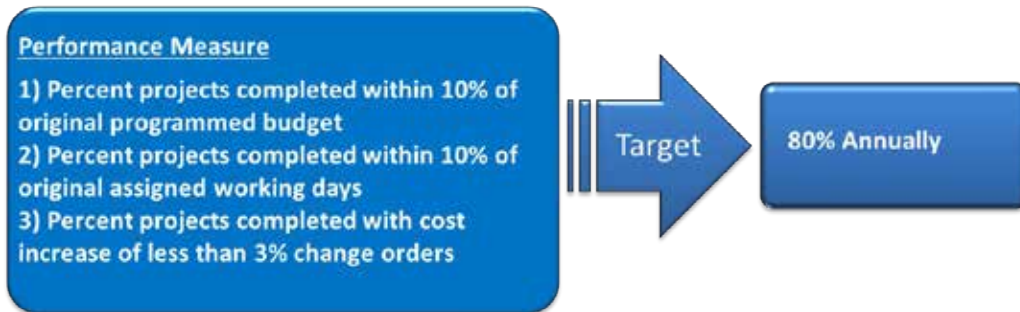 Performance Measure
1) Percent projects completed within 10% of
original programmed budget
2) Percent projects completed within 10% of
original assigned working days
3) Percent projects completed with cost
increase of less than 3% change orders
Target
80% Annually